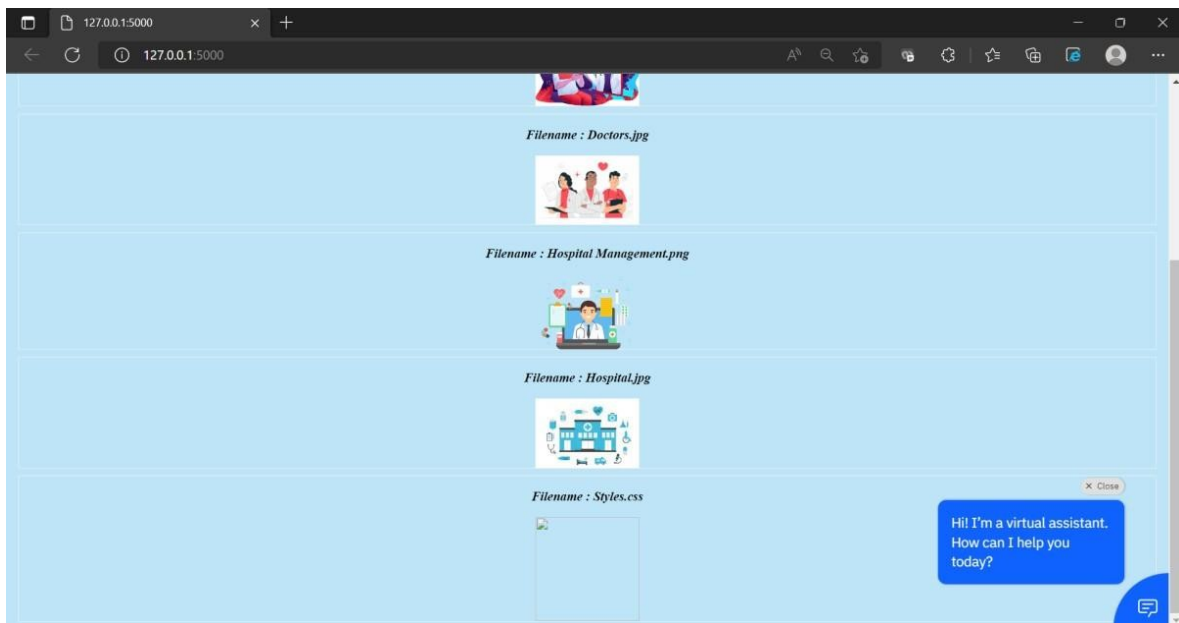 127.0.0.1:5000
127.0.0.1:5000
Filename : Doctors.jpg
Filename : Hospital Management.png
Filename : Hospital.jpg
Filename : Styles.css
Close
Hi! I'm a virtual assistant.
How can I help you
today?